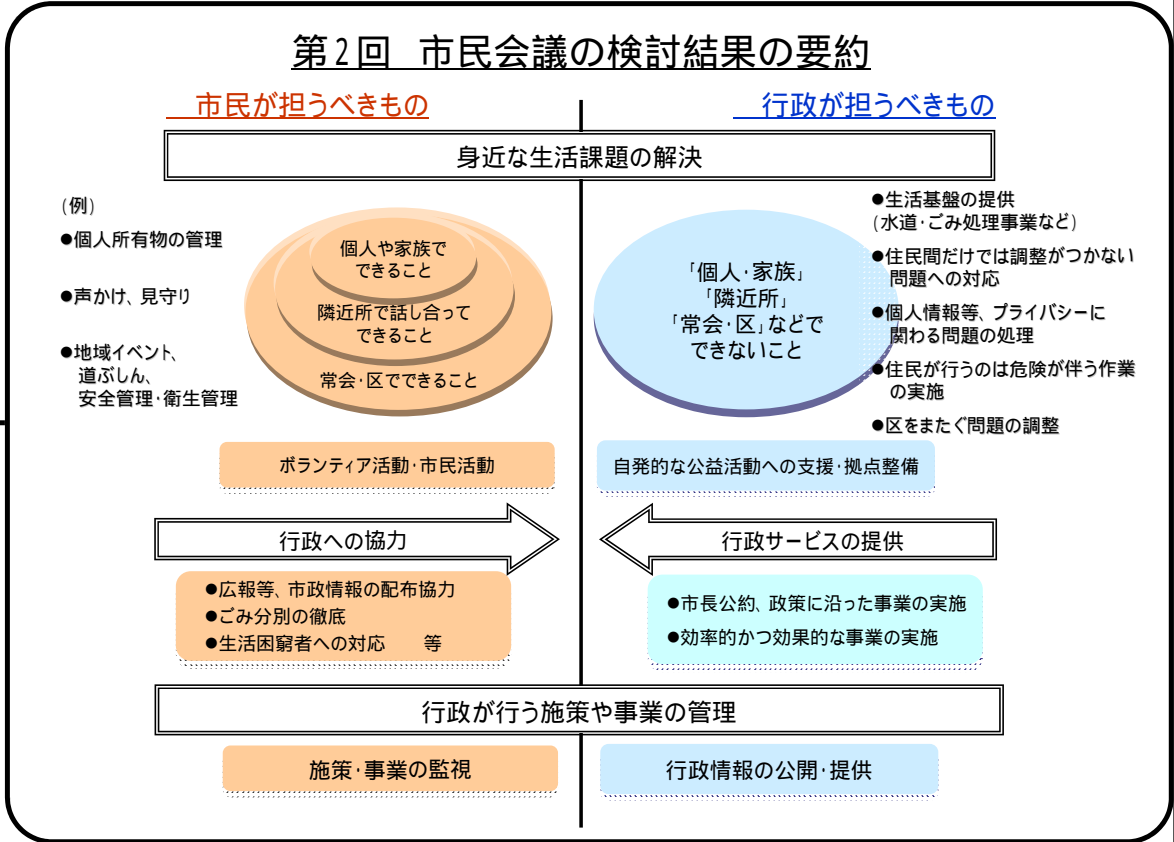 第2回 市民会議の検討結果の要約
市民が担うべきもの
行政が担うべきもの
身近な生活課題の解決
(例)
●個人所有物の管理
●声かけ、見守り
●地域イベント、
道ぶしん、
安全管理・衛生管理
個人や家族で
できること
隣近所で話し合って
できること
常会・区でできること
「個人・家族」
「隣近所」
「常会・区」などで
できないこと
●生活基盤の提供
(水道・ごみ処理事業など)
●住民間だけでは調整がつかない
問題への対応
●個人情報等、プライバシーに
関わる問題の処理
●住民が行うのは危険が伴う作業
の実施
●区をまたぐ問題の調整
ボランティア活動・市民活動
自発的な公益活動への支援・拠点整備
行政への協力
行政サービスの提供
●広報等、市政情報の配布協力
●ごみ分別の徹底
●生活困窮者への対応 等
●市長公約、政策に沿った事業の実施
●効率的かつ効果的な事業の実施
行政が行う施策や事業の管理
施策・事業の監視
行政情報の公開・提供